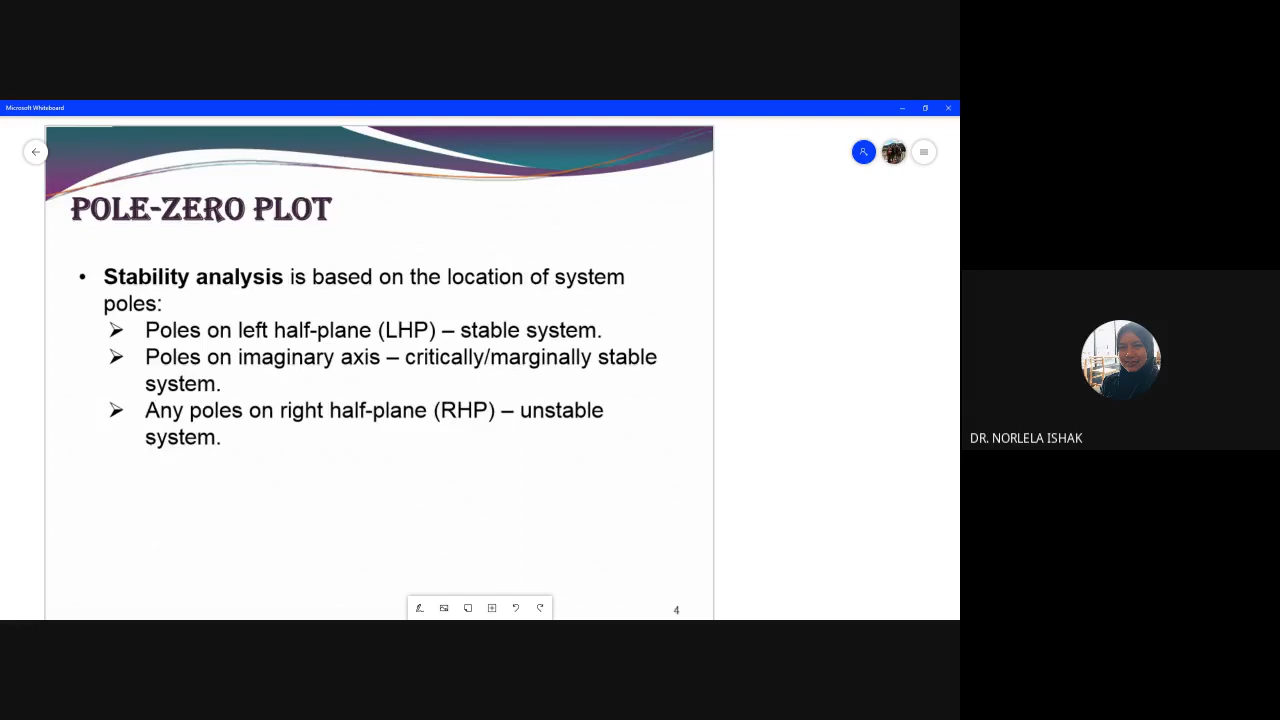 Microsoft Whiteboard
POLE-ZERO PLOT
• Stability analysis is based on the location of system
poles:
➢ Poles on left half-plane (LHP) – stable system.
➢ Poles on imaginary axis – critically/marginally stable
system.
➢ Any poles on right half-plane (RHP) – unstable
system.
4
DR. NORLELA ISHAK